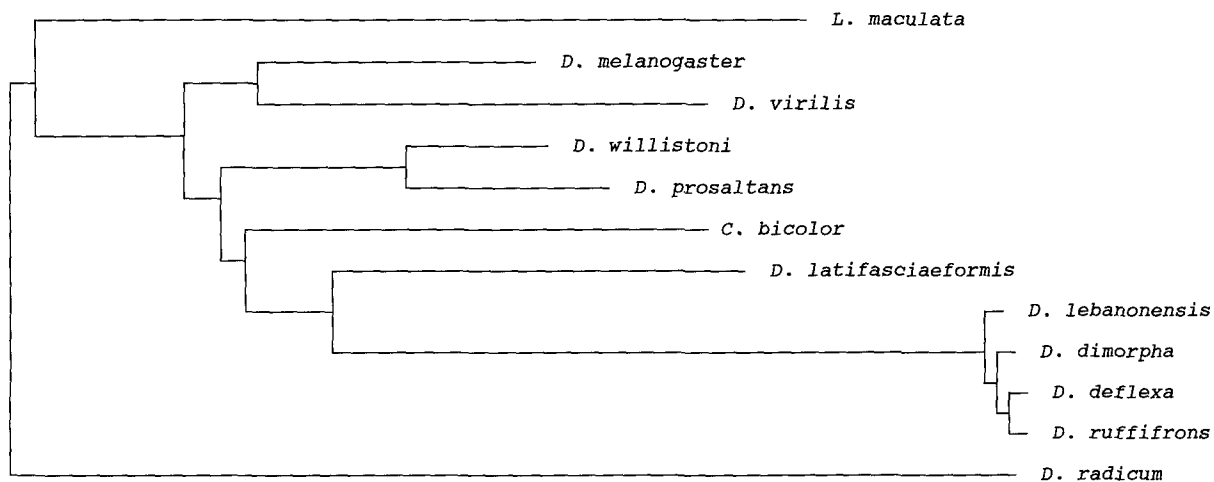 L. maculata
D. melanogaster
D. virilis
D. willistoni
D. prosaltans
C. bicolor
D. latifasciaeformis
D. lebanonensis
D. dimorpha
D. deflexa
D. ruffifrons
D. radicum